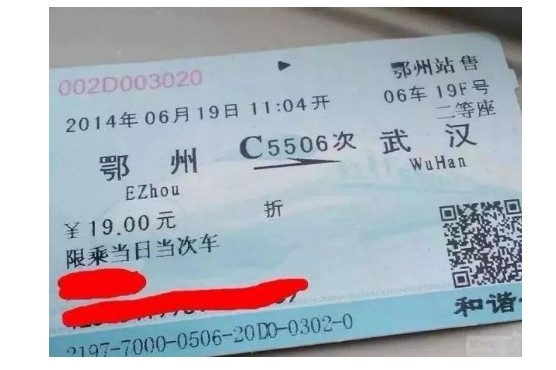 002D003020
鄂州站售
2014年06月19日11:04开
06车19F号
二等座
鄂州 C5506次 武汉
EZhou WuHan
¥19.00元 折
限乘当日当次车
2197-7000-0506-20D0-0302-0
和谐